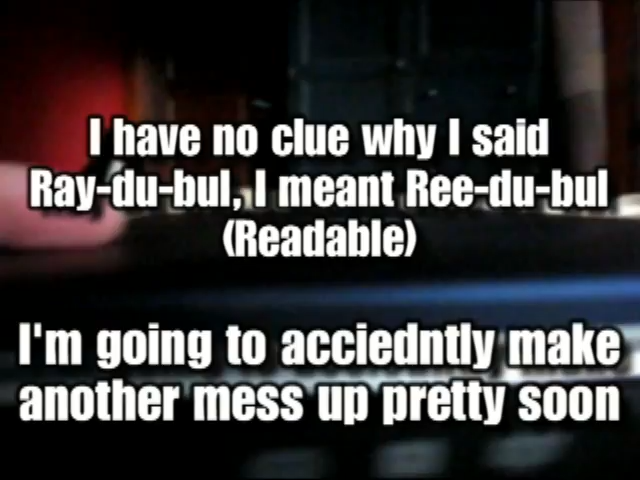 I have no clue why I said
Ray-du-bul, I meant Ree-du-bul
(Readable)
I'm going to acciedntly make
another mess up pretty soon